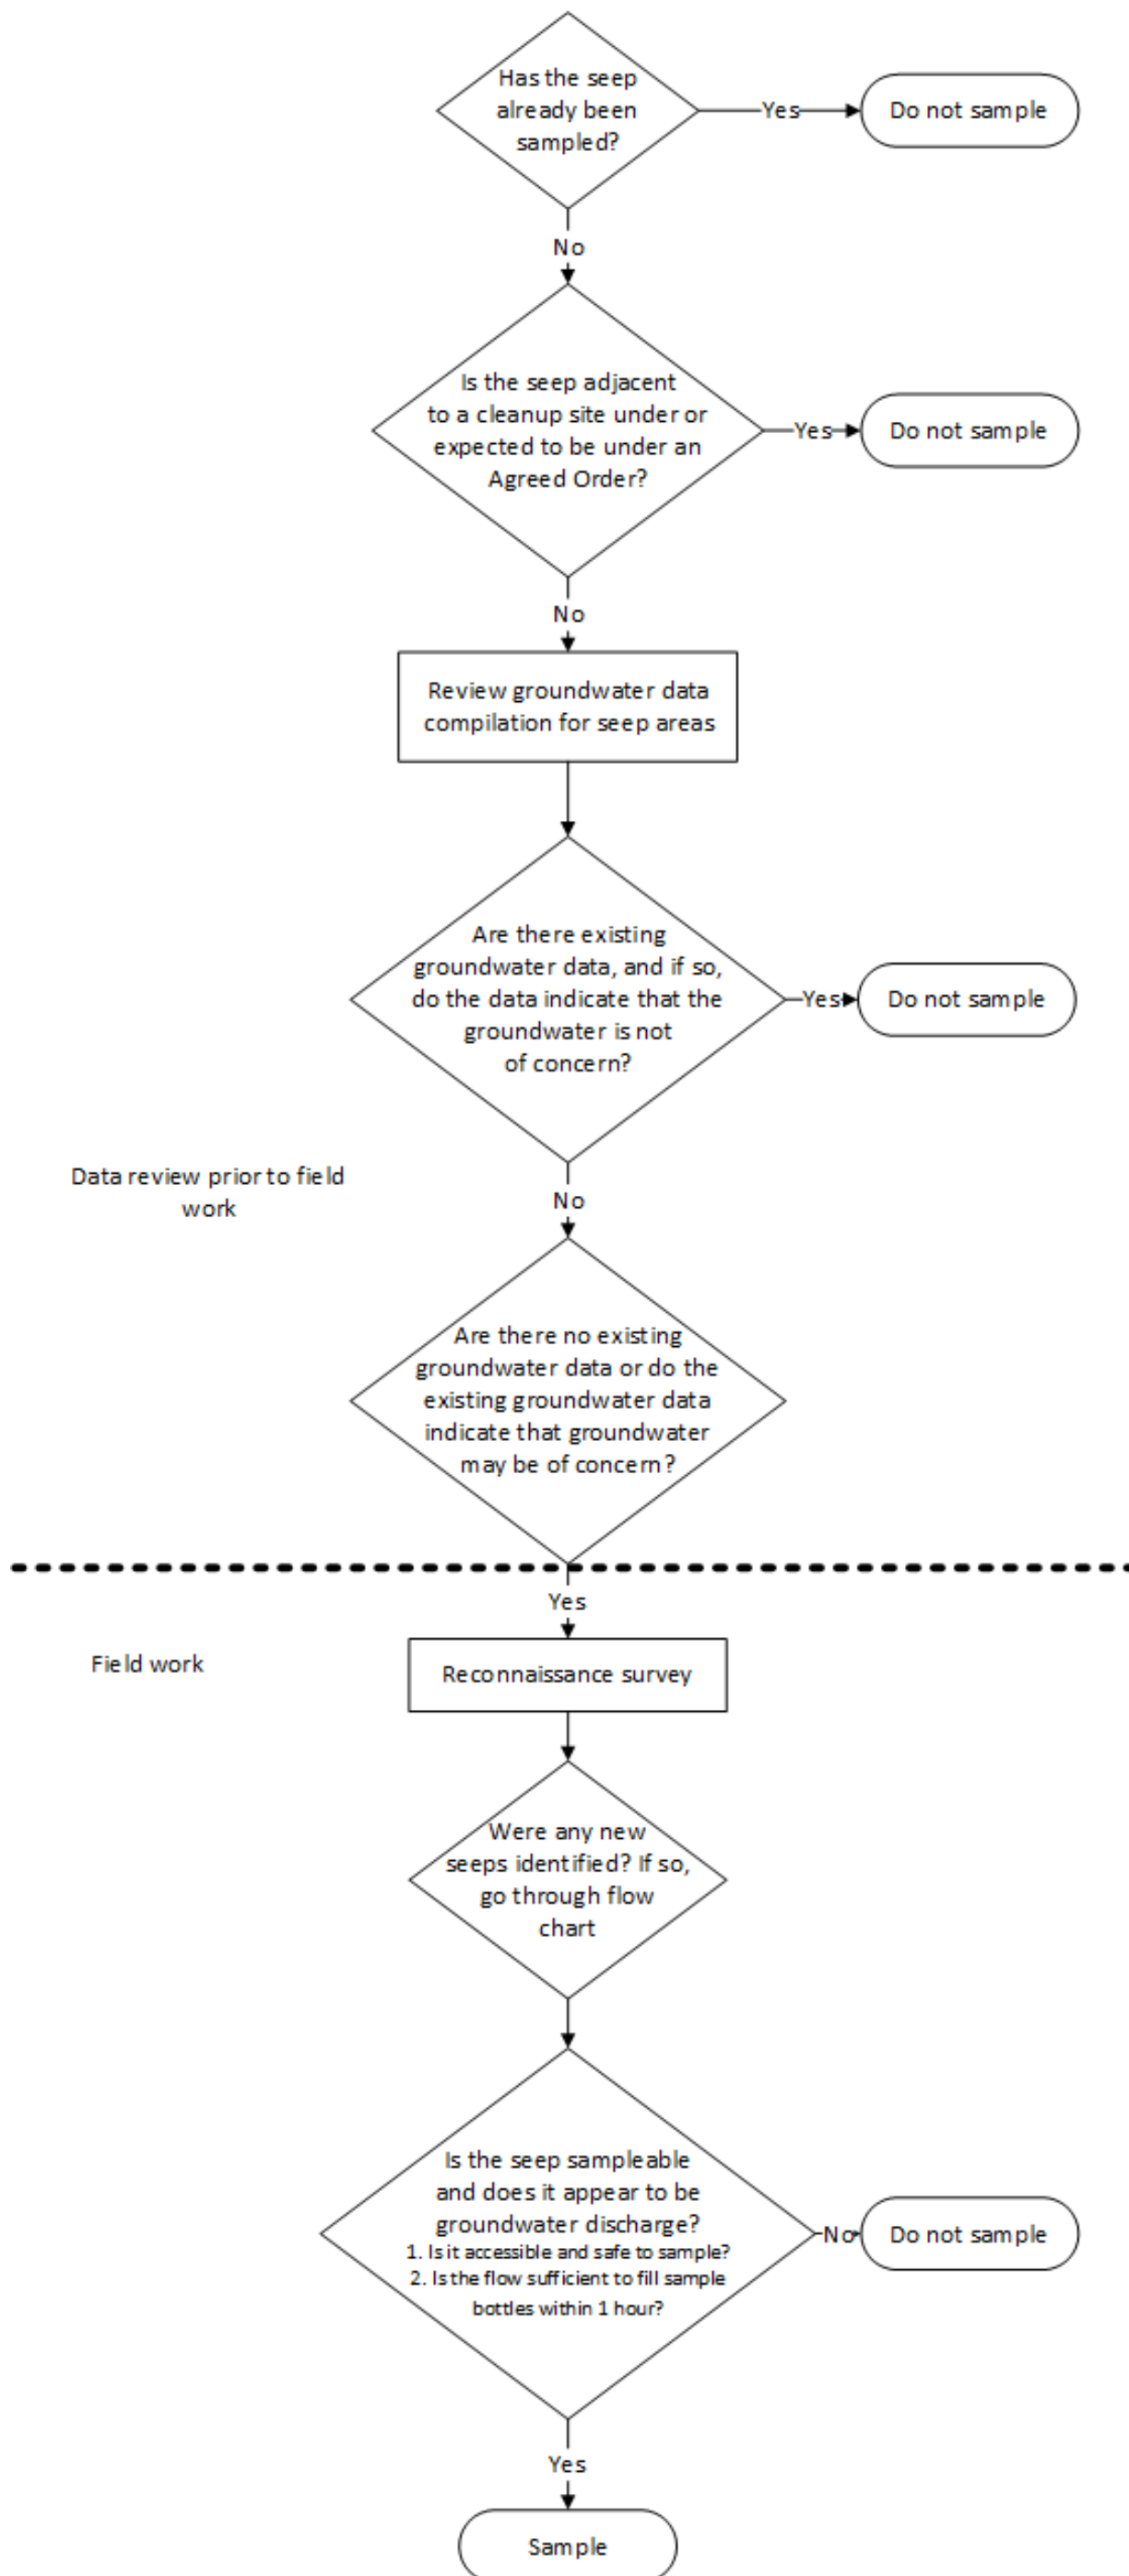 Has the seep
already been
sampled?
Yes
Do not sample
No
Is the seep adjacent
to a cleanup site under or
expected to be under an
Agreed Order?
Yes
Do not sample
No
Review groundwater data
compilation for seep areas
Are there existing
groundwater data, and if so,
do the data indicate that the
groundwater is not
of concern?
Yes
Do not sample
Data review prior to field
work
No
Are there no existing
groundwater data or do the
existing groundwater data
indicate that groundwater
may be of concern?
Yes
Field work
Reconnaissance survey
Were any new
seeps identified? If so,
go through flow
chart
Is the seep sampleable
and does it appear to be
groundwater discharge?
1. Is it accessible and safe to sample?
2. Is the flow sufficient to fill sample
bottles within 1 hour?
No
Do not sample
Yes
Sample